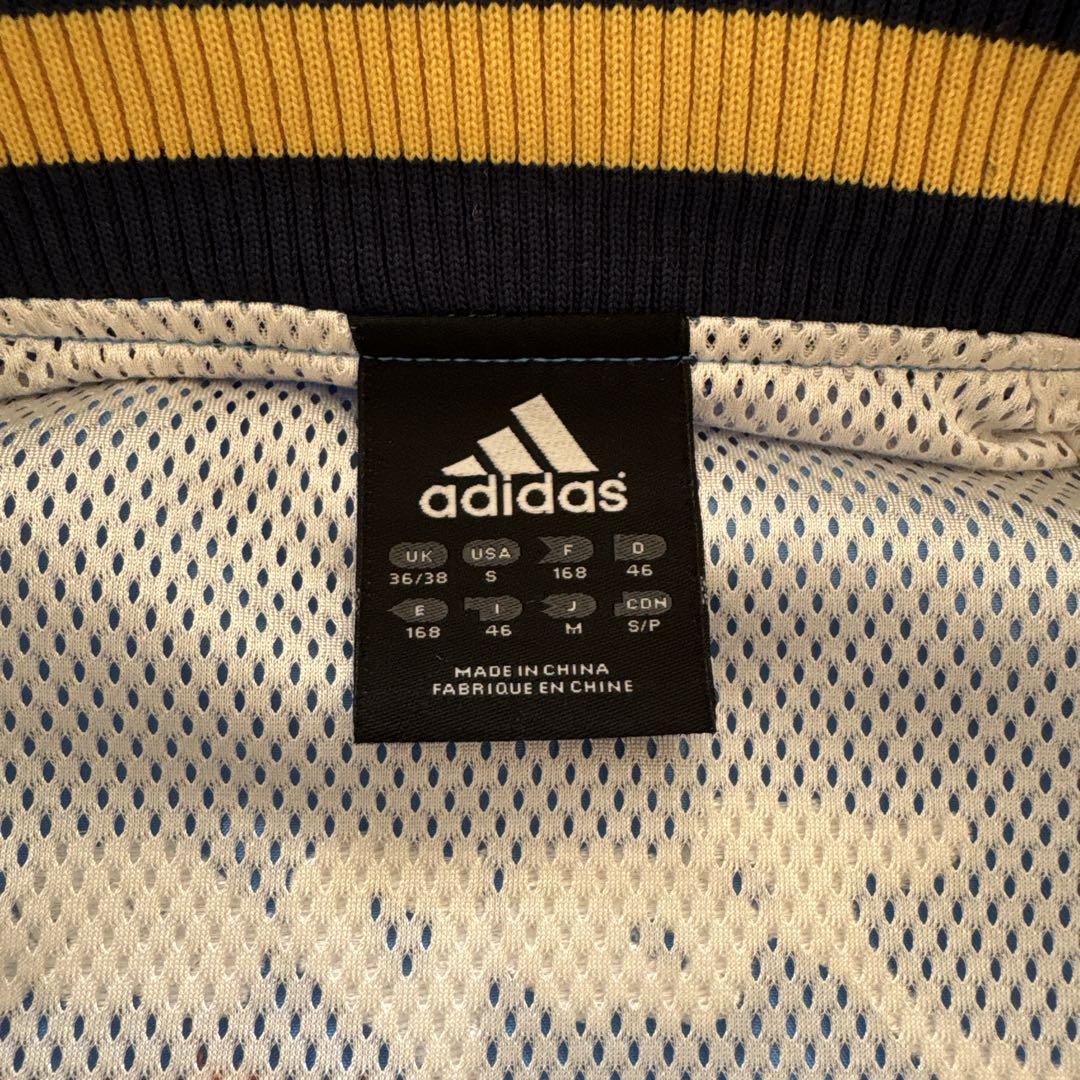 adidas
UK USA F D
36/38 S 168 46
E I J CDN
168 46 M S/P
MADE IN CHINA
FABRIQUE EN CHINE